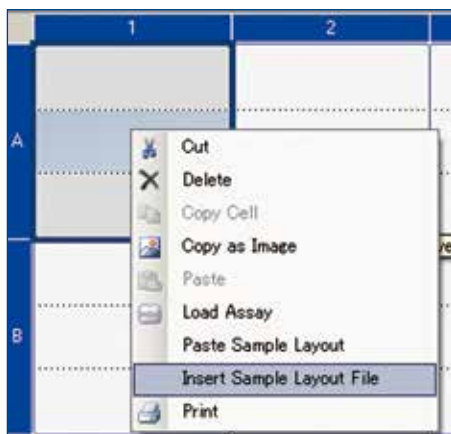 1 2
A
Cut
Delete
Copy Cell
Copy as Image
Paste
Load Assay
Paste Sample Layout
B
Insert Sample Layout File
Print